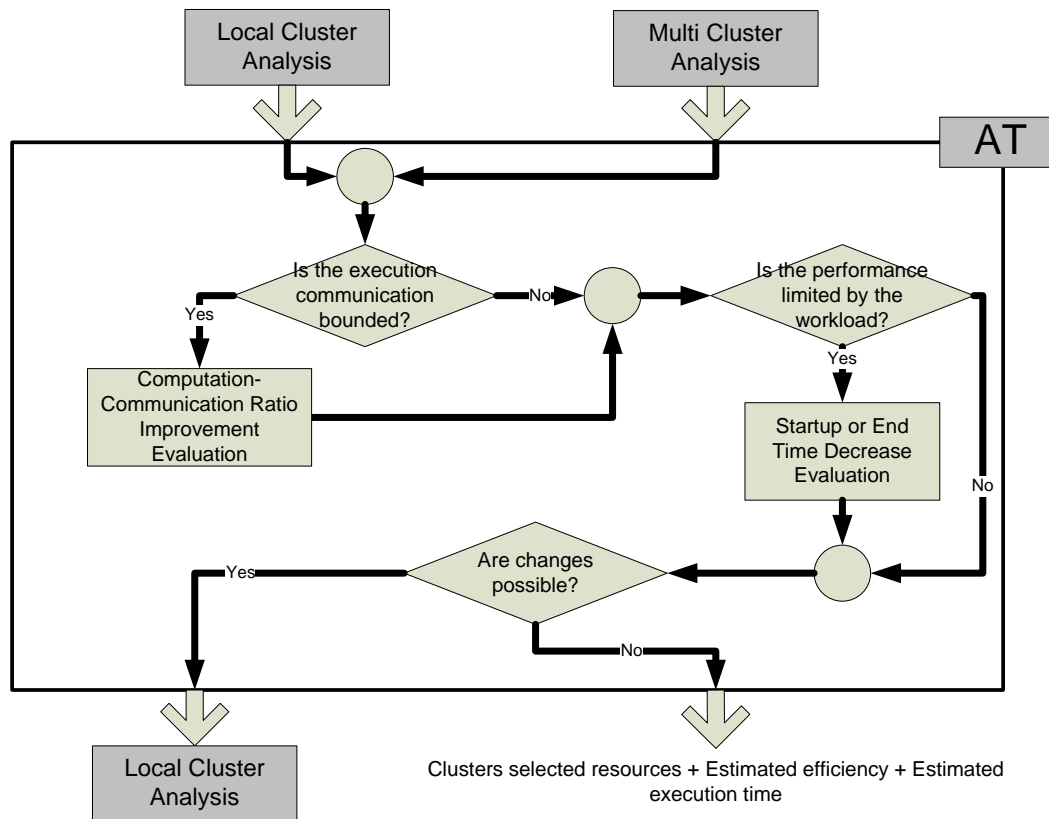 Local Cluster
Analysis
Multi Cluster
Analysis
AT
Is the execution
communication
bounded?
No
Yes
Is the performance
limited by the
workload?
Yes
Computation-
Communication Ratio
Improvement
Evaluation
Startup or End
Time Decrease
Evaluation
No
Are changes
possible?
Yes
No
Local Cluster
Analysis
Clusters selected resources + Estimated efficiency + Estimated
execution time